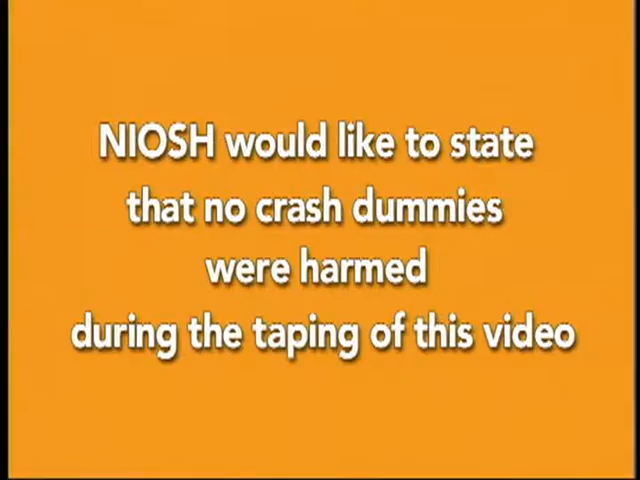 NIOSH would like to state
that no crash dummies
were harmed
during the taping of this video